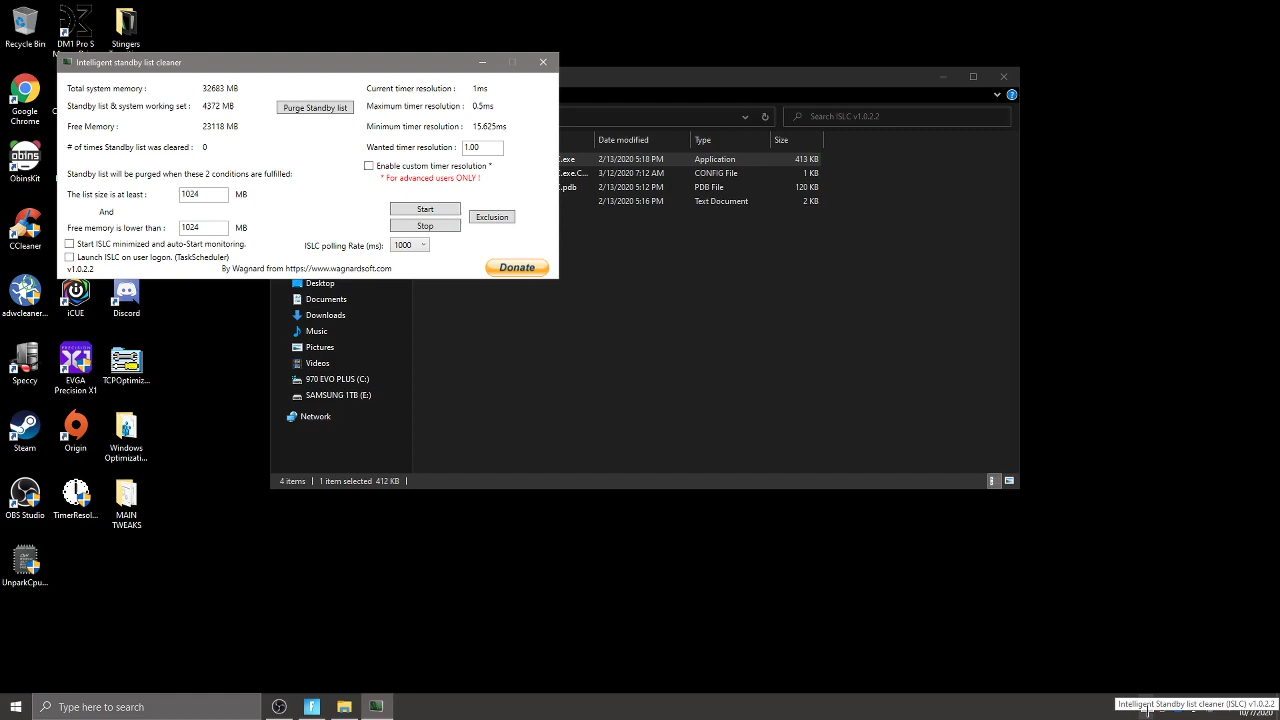 Recycle Bin
DM1 Pro S
Stingers
Google
Chrome
ObinsKit
CCleaner
adwcleaner...
iCUE
Discord
Speccy
EVGA
Precision X1
TCPOptimiz...
Steam
Origin
Windows
Optimizati...
OBS Studio
TimerResol...
MAIN
TWEAKS
UnparkCpu...
Intelligent standby list cleaner
Total system memory : 32683 MB
Standby list & system working set : 4372 MB
Purge Standby list
Free Memory : 23118 MB
# of times Standby list was cleared : 0
Standby list will be purged when these 2 conditions are fulfilled:
The list size is at least : 1024 MB
And
Free memory is lower than : 1024 MB
Start ISLC minimized and auto-Start monitoring.
Launch ISLC on user logon. (TaskScheduler)
v1.0.2.2
By Wagnard from https://www.wagnardsoft.com
Current timer resolution : 1ms
Maximum timer resolution : 0.5ms
Minimum timer resolution : 15.625ms
Wanted timer resolution : 1.00
Enable custom timer resolution *
* For advanced users ONLY !
Start
Stop
Exclusion
ISLC polling Rate (ms): 1000
Donate
Search ISLC v1.0.2.2
Date modified Type Size
.exe 2/13/2020 5:18 PM Application 413 KB
.exe.C... 3/12/2020 7:12 AM CONFIG File 1 KB
.pdb 2/13/2020 5:18 PM PDB File 8 KB
2/13/2020 5:16 PM Text Document 2 KB
Desktop
Documents
Downloads
Music
Pictures
Videos
970 EVO PLUS (C:)
SAMSUNG 1TB (E:)
Network
4 items 1 item selected 412 KB
Type here to search
Intelligent Standby list cleaner (ISLC) v1.0.2.2
10/7/2020